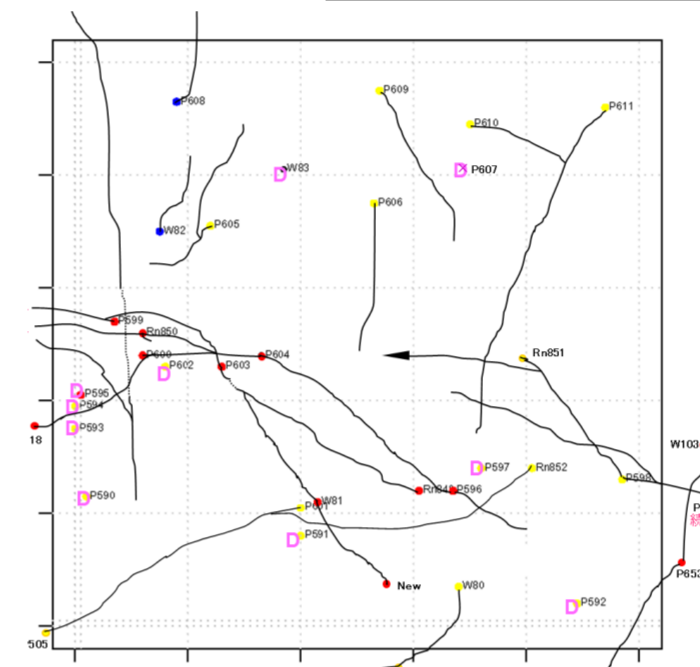 P608
P609
P611
P610
D W83
D P607
P606
P605
W82
P599
Rn850
P600
P604
Rn851
P602
D
P603
D P595
D P594
D P593
18
W103
D P597
Rn852
P598
D P590
Rn848
P596
W81
P601
P
D P591
P653
New
W80
D P592
505